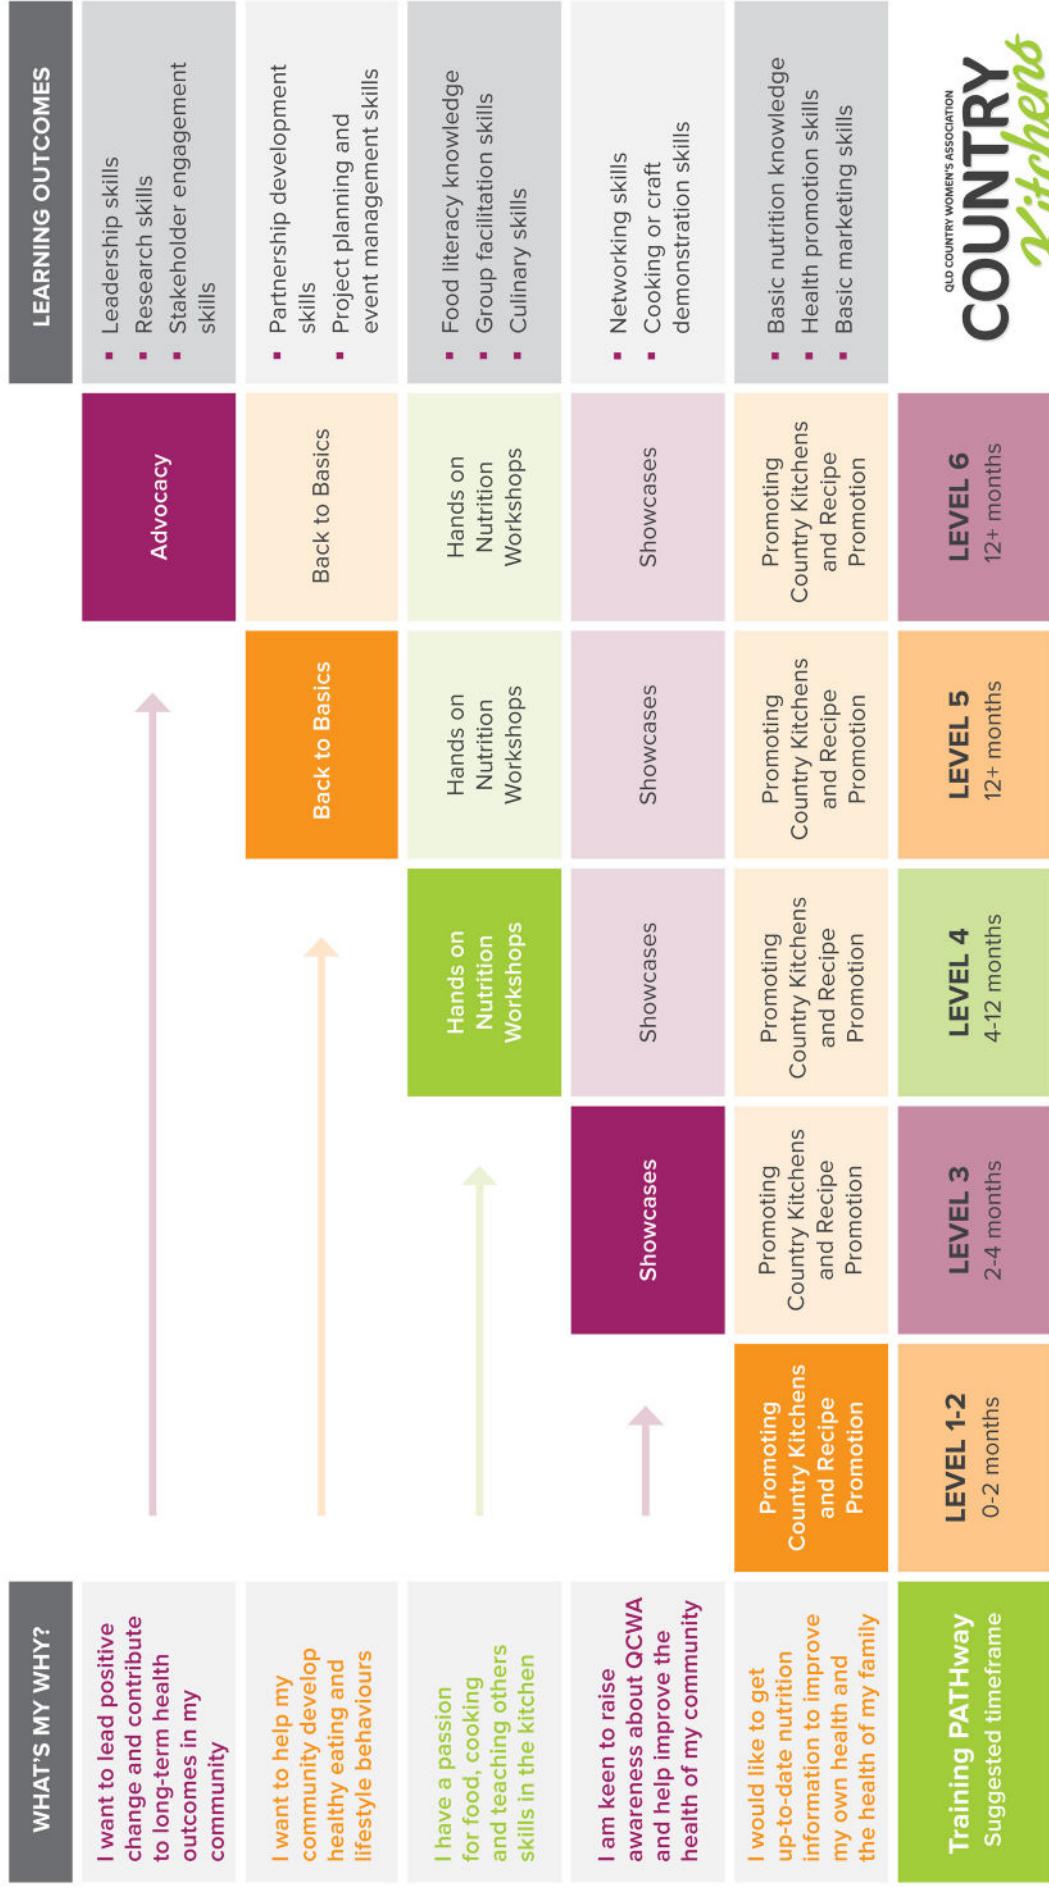 WHAT'S MY WHY?
LEARNING OUTCOMES
I want to lead positive
change and contribute
to long-term health
outcomes in my
community
Advocacy
Leadership skills
Research skills
Stakeholder engagement
skills
I want to help my
community develop
healthy eating and
lifestyle behaviours
Back to Basics
Back to Basics
Partnership development
skills
Project planning and
event management skills
I have a passion
for food, cooking
and teaching others
skills in the kitchen
Hands on
Nutrition
Workshops
Hands on
Nutrition
Workshops
Hands on
Nutrition
Workshops
Food literacy knowledge
Group facilitation skills
Culinary skills
I am keen to raise
awareness about QCWA
and help improve the
health of my community
Showcases
Showcases
Showcases
Showcases
Networking skills
Cooking or craft
demonstration skills
I would like to get
up-to-date nutrition
information to improve
my own health and
the health of my family
Promoting
Country Kitchens
and Recipe
Promotion
Promoting
Country Kitchens
and Recipe
Promotion
Promoting
Country Kitchens
and Recipe
Promotion
Promoting
Country Kitchens
and Recipe
Promotion
Promoting
Country Kitchens
and Recipe
Promotion
Basic nutrition knowledge
Health promotion skills
Basic marketing skills
Training PATHway
Suggested timeframe
LEVEL 1-2
0-2 months
LEVEL 3
2-4 months
LEVEL 4
4-12 months
LEVEL 5
12+ months
LEVEL 6
12+ months
QLD COUNTRY WOMEN'S ASSOCIATION
COUNTRY
Kitchens